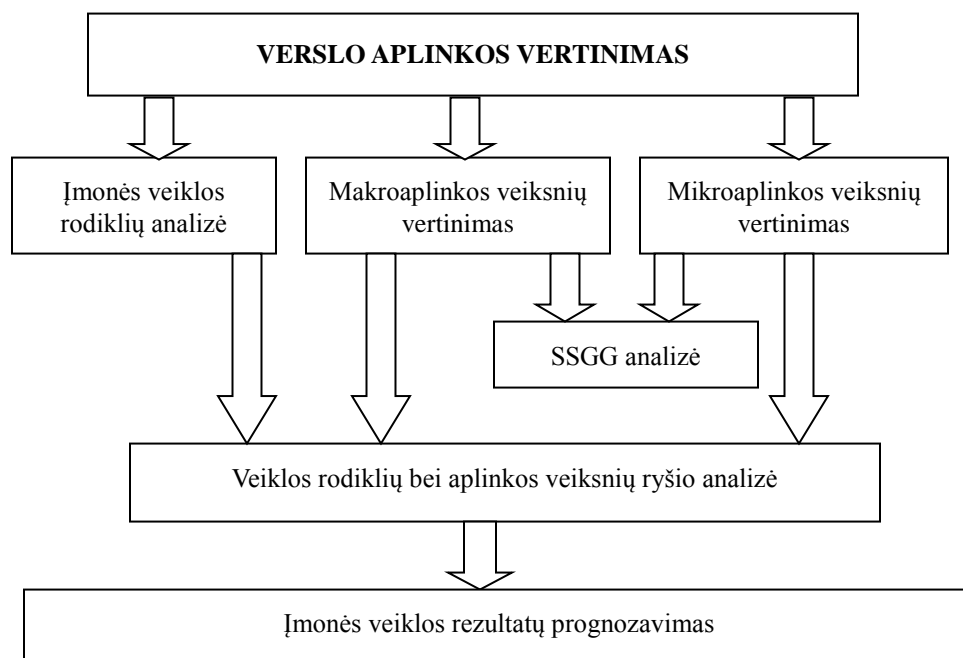 VERSLO APLINKOS VERTINIMAS
Įmonės veiklos
rodiklių analizė
Makroaplinkos veiksnių
vertinimas
Mikroaplinkos veiksnių
vertinimas
SSGG analizė
Veiklos rodiklių bei aplinkos veiksnių ryšio analizė
Įmonės veiklos rezultatų prognozavimas